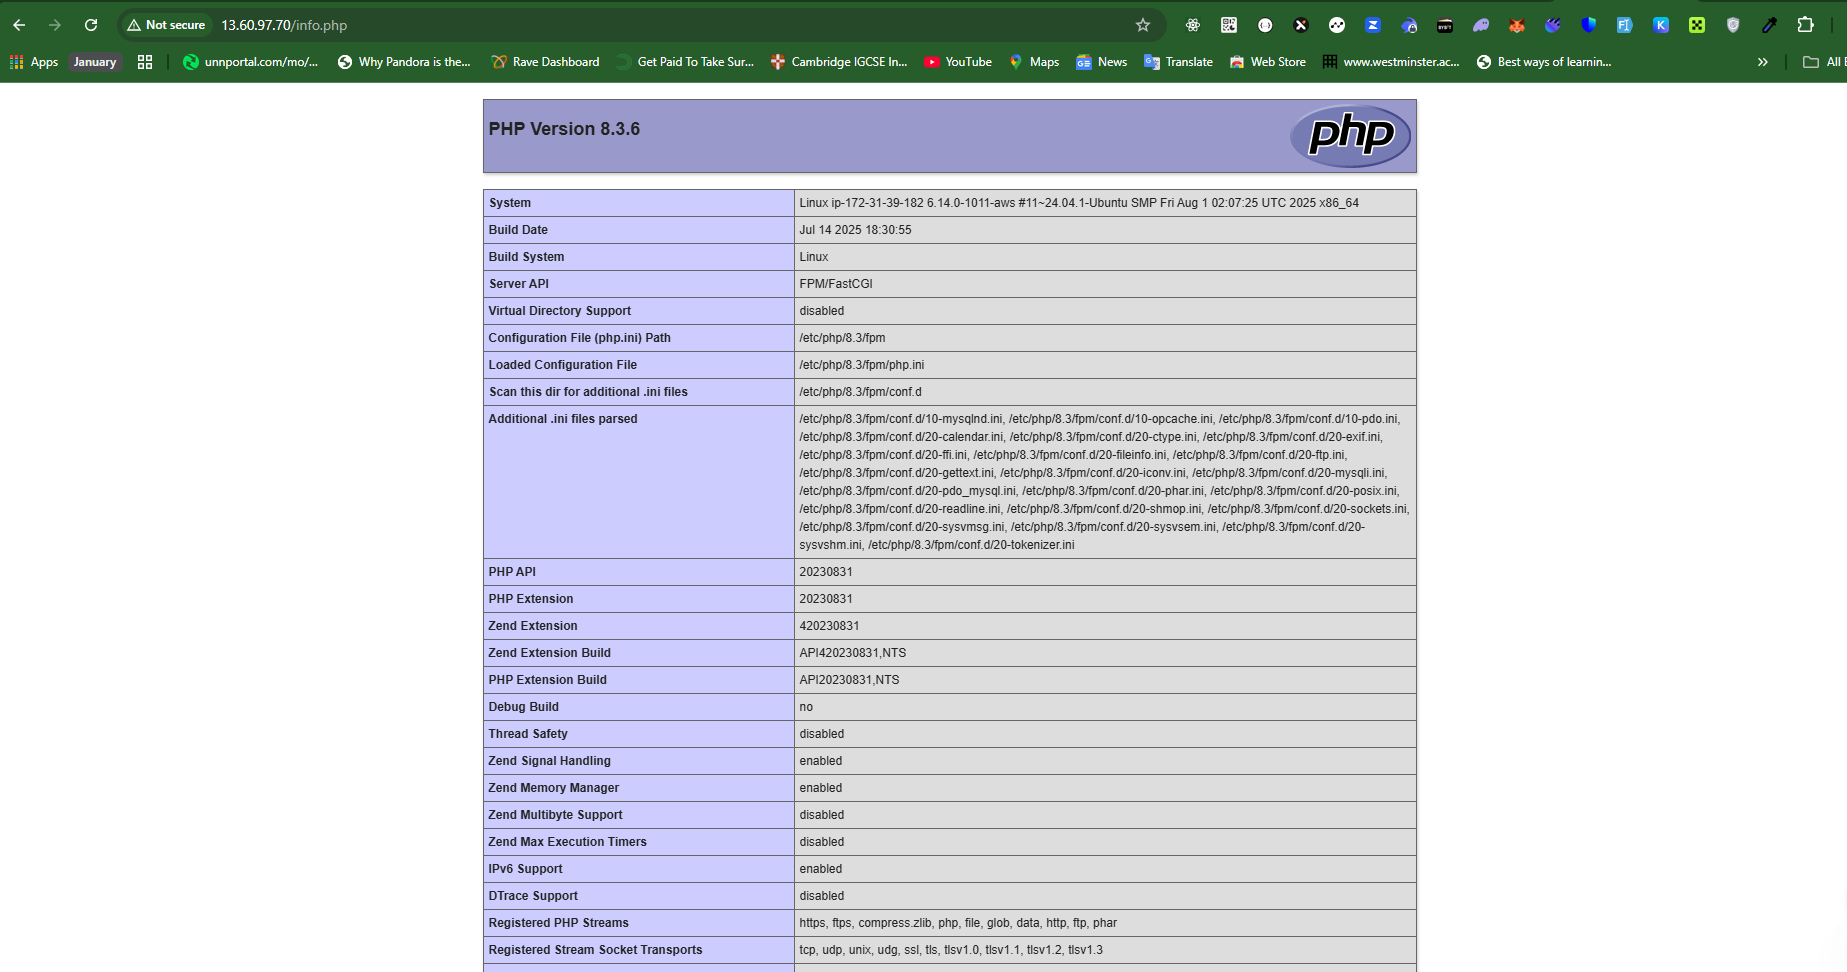 Not secure 13.60.97.70/info.php
Apps January unnportal.com/mo/... Why Pandora is the... Rave Dashboard Get Paid To Take Sur... Cambridge IGCSE In... YouTube Maps News Translate Web Store www.westminster.ac... Best ways of learnin... » All
PHP Version 8.3.6
php
System Linux ip-172-31-39-182 6.14.0-1011-aws #11~24.04.1-Ubuntu SMP Fri Aug 1 02:07:25 UTC 2025 x86_64
Build Date Jul 14 2025 18:30:55
Build System Linux
Server API FPM/FastCGI
Virtual Directory Support disabled
Configuration File (php.ini) Path /etc/php/8.3/fpm
Loaded Configuration File /etc/php/8.3/fpm/php.ini
Scan this dir for additional .ini files /etc/php/8.3/fpm/conf.d
Additional .ini files parsed /etc/php/8.3/fpm/conf.d/10-mysqlnd.ini, /etc/php/8.3/fpm/conf.d/10-opcache.ini, /etc/php/8.3/fpm/conf.d/10-pdo.ini,
/etc/php/8.3/fpm/conf.d/20-calendar.ini, /etc/php/8.3/fpm/conf.d/20-ctype.ini, /etc/php/8.3/fpm/conf.d/20-exif.ini,
/etc/php/8.3/fpm/conf.d/20-ffi.ini, /etc/php/8.3/fpm/conf.d/20-fileinfo.ini, /etc/php/8.3/fpm/conf.d/20-ftp.ini,
/etc/php/8.3/fpm/conf.d/20-gettext.ini, /etc/php/8.3/fpm/conf.d/20-iconv.ini, /etc/php/8.3/fpm/conf.d/20-mysqli.ini,
/etc/php/8.3/fpm/conf.d/20-pdo_mysql.ini, /etc/php/8.3/fpm/conf.d/20-phar.ini, /etc/php/8.3/fpm/conf.d/20-posix.ini,
/etc/php/8.3/fpm/conf.d/20-readline.ini, /etc/php/8.3/fpm/conf.d/20-shmop.ini, /etc/php/8.3/fpm/conf.d/20-sockets.ini,
/etc/php/8.3/fpm/conf.d/20-sysvmsg.ini, /etc/php/8.3/fpm/conf.d/20-sysvsem.ini, /etc/php/8.3/fpm/conf.d/20-
sysvshm.ini, /etc/php/8.3/fpm/conf.d/20-tokenizer.ini
PHP API 20230831
PHP Extension 20230831
Zend Extension 420230831
Zend Extension Build API420230831,NTS
PHP Extension Build API20230831,NTS
Debug Build no
Thread Safety disabled
Zend Signal Handling enabled
Zend Memory Manager enabled
Zend Multibyte Support disabled
Zend Max Execution Timers disabled
IPv6 Support enabled
DTrace Support disabled
Registered PHP Streams https, ftps, compress.zlib, php, file, glob, data, http, ftp, phar
Registered Stream Socket Transports tcp, udp, unix, udg, ssl, tls, tlsv1.0, tlsv1.1, tlsv1.2, tlsv1.3